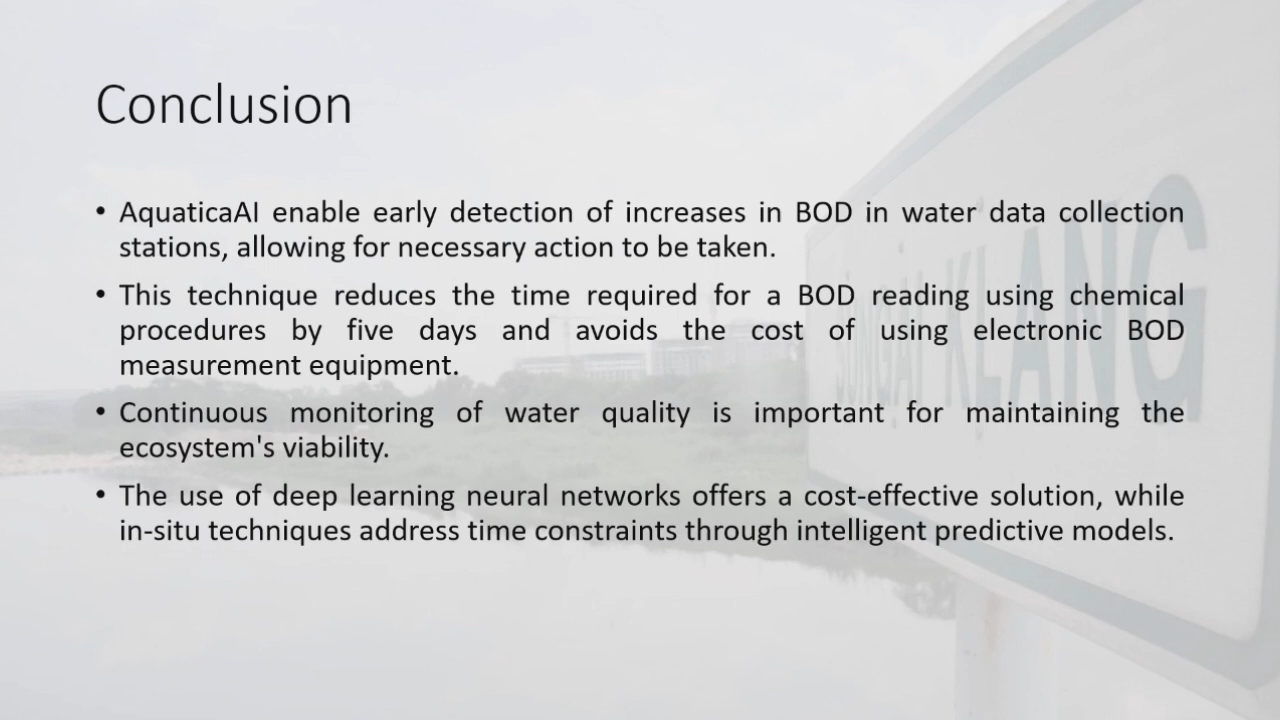 Conclusion
• AquaticaAI enable early detection of increases in BOD in water data collection
stations, allowing for necessary action to be taken.
• This technique reduces the time required for a BOD reading using chemical
procedures by five days and avoids the cost of using electronic BOD
measurement equipment.
• Continuous monitoring of water quality is important for maintaining the
ecosystem's viability.
• The use of deep learning neural networks offers a cost-effective solution, while
in-situ techniques address time constraints through intelligent predictive models.
SUNGAI KLANG